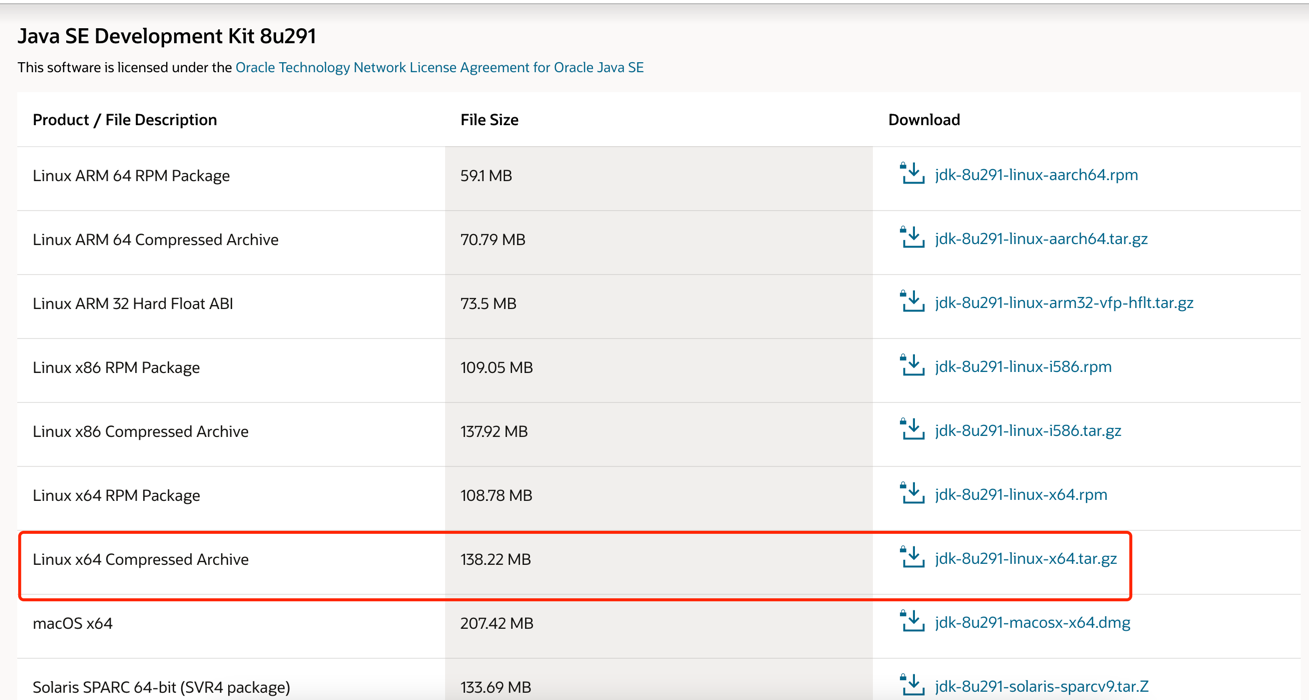 Java SE Development Kit 8u291
This software is licensed under the Oracle Technology Network License Agreement for Oracle Java SE
Product / File Description File Size Download
Linux ARM 64 RPM Package 59.1 MB jdk-8u291-linux-aarch64.rpm
Linux ARM 64 Compressed Archive 70.79 MB jdk-8u291-linux-aarch64.tar.gz
Linux ARM 32 Hard Float ABI 73.5 MB jdk-8u291-linux-arm32-vfp-hflt.tar.gz
Linux x86 RPM Package 109.05 MB jdk-8u291-linux-i586.rpm
Linux x86 Compressed Archive 137.92 MB jdk-8u291-linux-i586.tar.gz
Linux x64 RPM Package 108.78 MB jdk-8u291-linux-x64.rpm
Linux x64 Compressed Archive 138.22 MB jdk-8u291-linux-x64.tar.gz
macOS x64 207.42 MB jdk-8u291-macosx-x64.dmg
Solaris SPARC 64-bit (SVR4 package) 133.69 MB jdk-8u291-solaris-sparcv9.tar.Z